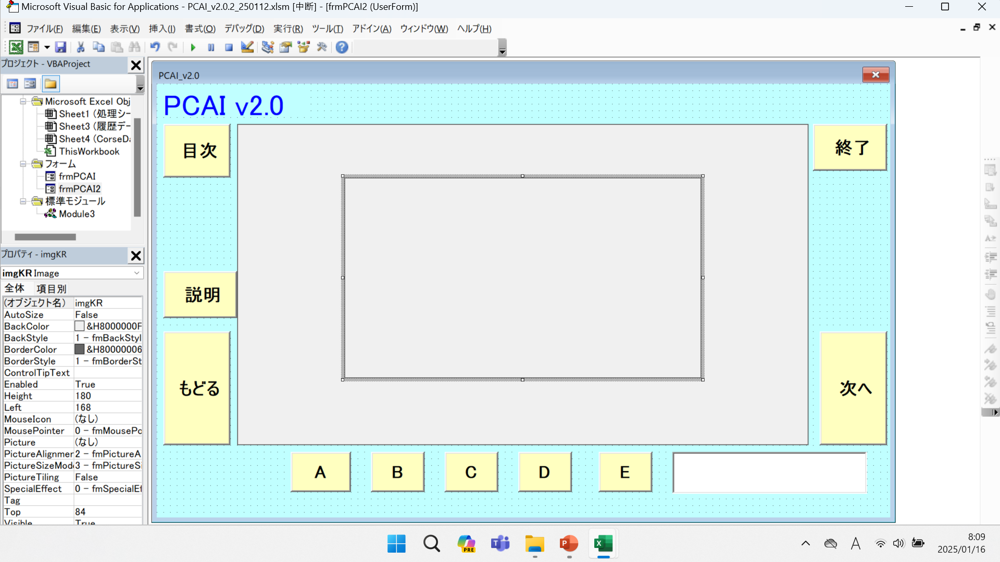 Microsoft Visual Basic for Applications - PCAI_v2.0.2_250112.xlsm [中断] - [frmPCAI2 (UserForm)]
ファイル(F) 編集(E) 表示(V) 挿入(I) 書式(O) デバッグ(D) 実行(R) ツール(T) アドイン(A) ウィンドウ(W) ヘルプ(H)
プロジェクト - VBAProject
Microsoft Excel Obj
Sheet1 (処理シー
Sheet3 (履歴デー
Sheet4 (CorseDa
ThisWorkbook
フォーム
frmPCAI
frmPCAI2
標準モジュール
Module3
プロパティ - imgKR
imgKR Image
全体 項目別
(オブジェクト名) imgKR
AutoSize False
BackColor &H8000000F
BackStyle 1 - fmBackStyl
BorderColor &H80000006
BorderStyle 1 - fmBorderSt
ControlTipText
Enabled True
Height 180
Left 168
MouseIcon (なし)
MousePointer 0 - fmMousePo
Picture (なし)
PictureAlignmer 2 - fmPictureA
PictureSizeMode 3 - fmPictureSi
PictureTiling False
SpecialEffect 0 - fmSpecialEf
Tag
Top 84
Visible True
PCAI_v2.0
PCAI v2.0
目次
終了
説明
もどる
次へ
A B C D E
PRE
8:09
2025/01/16